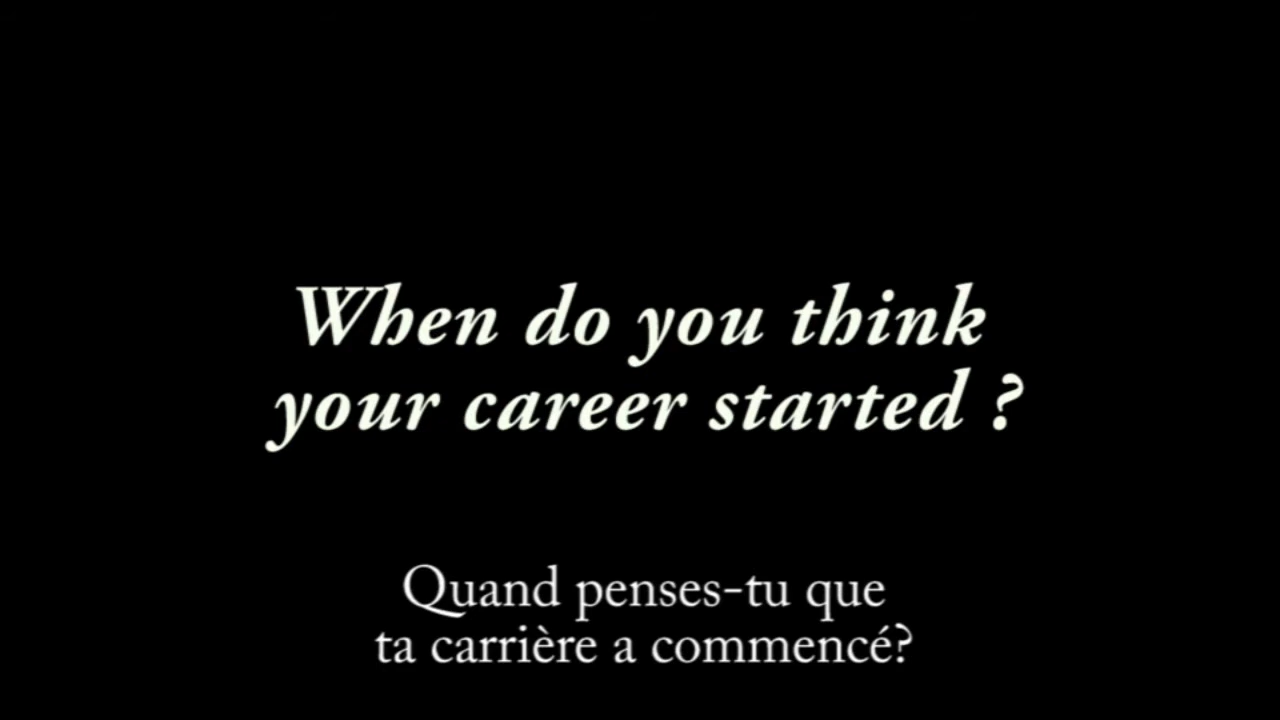 When do you think
your career started ?
Quand penses-tu que
ta carrière a commencé?